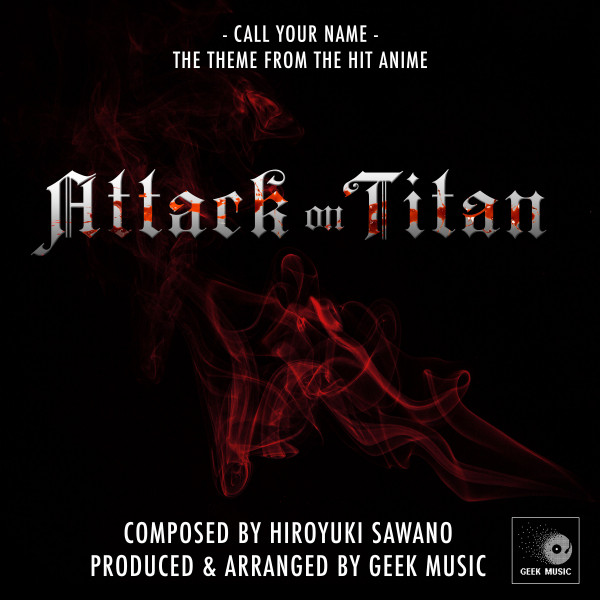 - CALL YOUR NAME -
THE THEME FROM THE HIT ANIME
Attack on Titan
COMPOSED BY HIROYUKI SAWANO
PRODUCED & ARRANGED BY GEEK MUSIC
GEEK MUSIC